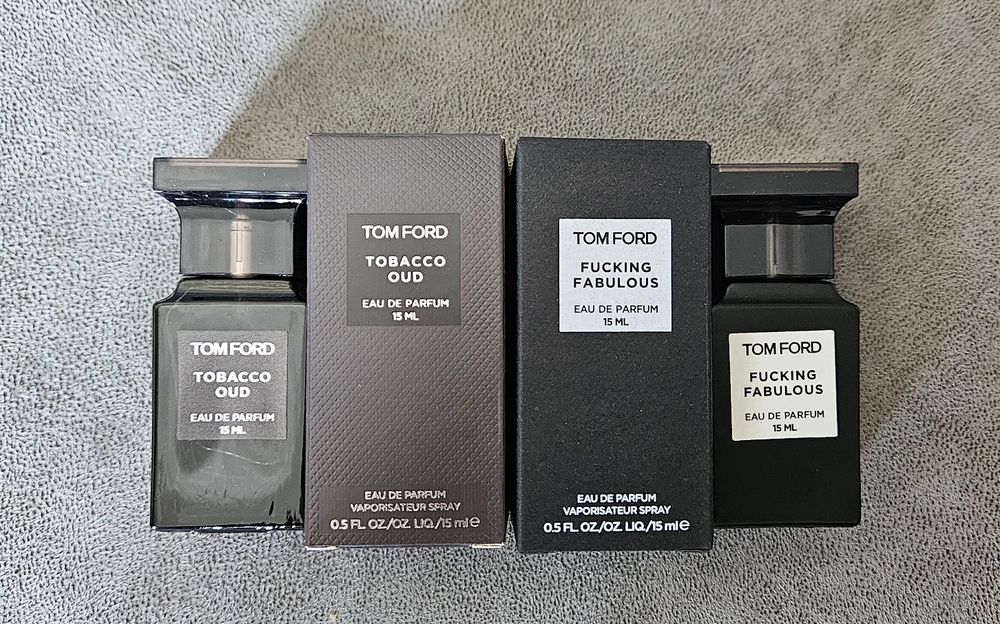 TOM FORD
TOBACCO
OUD
EAU DE PARFUM
15 ML
TOM FORD
TOBACCO
OUD
EAU DE PARFUM
15 ML
EAU DE PARFUM
VAPORISATEUR SPRAY
0.5 FL. OZ./OZ. LIQ./15 ml e
TOM FORD
FUCKING
FABULOUS
EAU DE PARFUM
15 ML
EAU DE PARFUM
VAPORISATEUR SPRAY
0.5 FL. OZ./OZ. LIQ./15 ml e
TOM FORD
FUCKING
FABULOUS
EAU DE PARFUM
15 ML